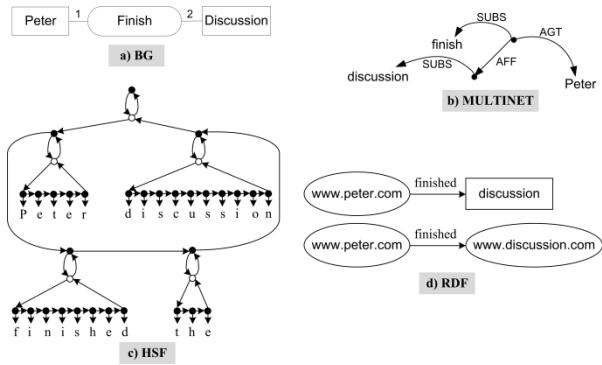 Peter 1 Finish 2 Discussion
a) BG
SUBS
finish
AGT
SUBS
AFF
discussion
Peter
b) MULTINET
P e t e r
d i s c u s s i o n
f i n i s h e d
t h e
c) HSF
www.peter.com finished discussion
www.peter.com finished www.discussion.com
d) RDF